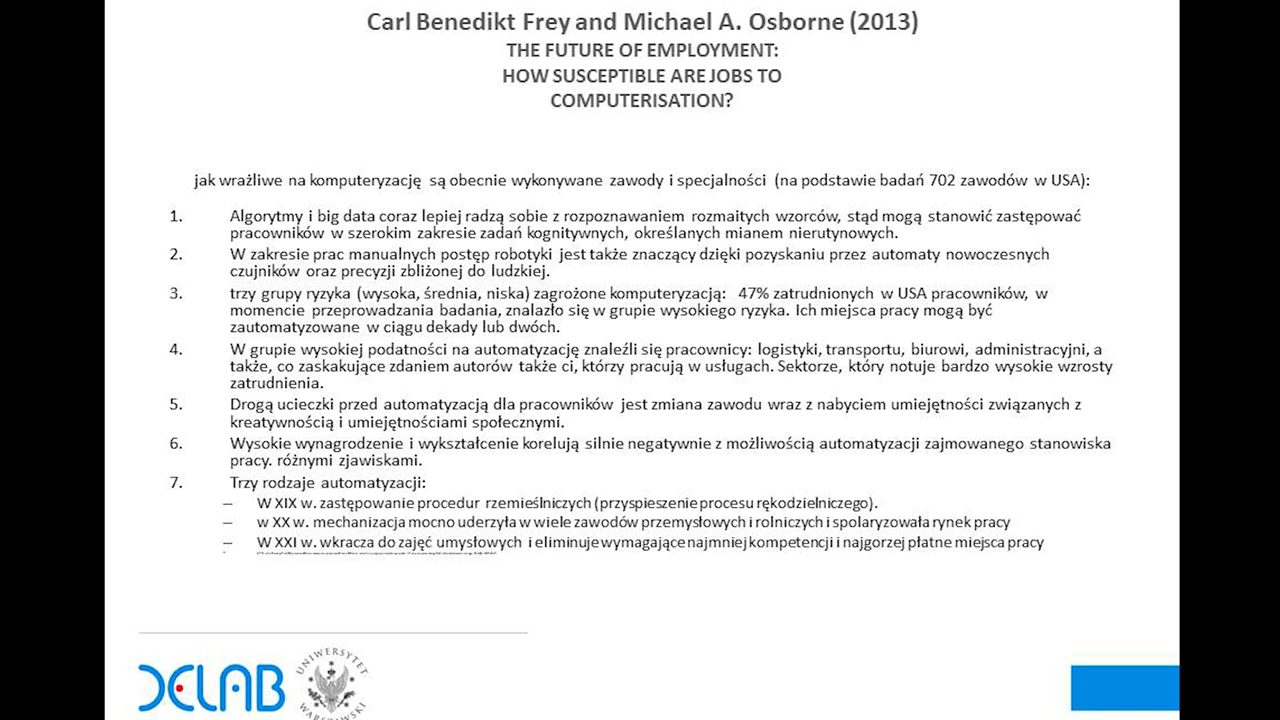 Carl Benedikt Frey and Michael A. Osborne (2013)
THE FUTURE OF EMPLOYMENT:
HOW SUSCEPTIBLE ARE JOBS TO
COMPUTERISATION?
jak wrażliwe na komputeryzację są obecnie wykonywane zawody i specjalności (na podstawie badań 702 zawodów w USA):
1. Algorytmy i big data coraz lepiej radzą sobie z rozpoznawaniem rozmaitych wzorców, stąd mogą stanowić zastępować
pracowników w szerokim zakresie zadań kognitywnych, określanych mianem nierutynowych.
2. W zakresie prac manualnych postęp robotyki jest także znaczący dzięki pozyskaniu przez automaty nowoczesnych
czujników oraz precyzji zbliżonej do ludzkiej.
3. trzy grupy ryzyka (wysoka, średnia, niska) zagrożone komputeryzacją: 47% zatrudnionych w USA pracowników, w
momencie przeprowadzania badania, znalazło się w grupie wysokiego ryzyka. Ich miejsca pracy mogą być
zautomatyzowane w ciągu dekady lub dwóch.
4. W grupie wysokiej podatności na automatyzację znaleźli się pracownicy: logistyki, transportu, biurowi, administracyjni, a
także, co zaskakujące zdaniem autorów także ci, którzy pracują w usługach. Sektorze, który notuje bardzo wysokie wzrosty
zatrudnienia.
5. Drogą ucieczki przed automatyzacją dla pracowników jest zmiana zawodu wraz z nabyciem umiejętności związanych z
kreatywnością i umiejętnościami społecznymi.
6. Wysokie wynagrodzenie i wykształcenie korelują silnie negatywnie z możliwością automatyzacji zajmowanego stanowiska
pracy. różnymi zjawiskami.
7. Trzy rodzaje automatyzacji:
– W XIX w. zastępowanie procedur rzemieślniczych (przyspieszenie procesu rękodzielniczego).
– w XX w. mechanizacja mocno uderzyła w wiele zawodów przemysłowych i rolniczych i spolaryzowała rynek pracy
– W XXI w. wkracza do zajęć umysłowych i eliminuje wymagające najmniej kompetencji i najgorzej płatne miejsca pracy
DELAB
UNIWERSYTET
WARSZAWSKI